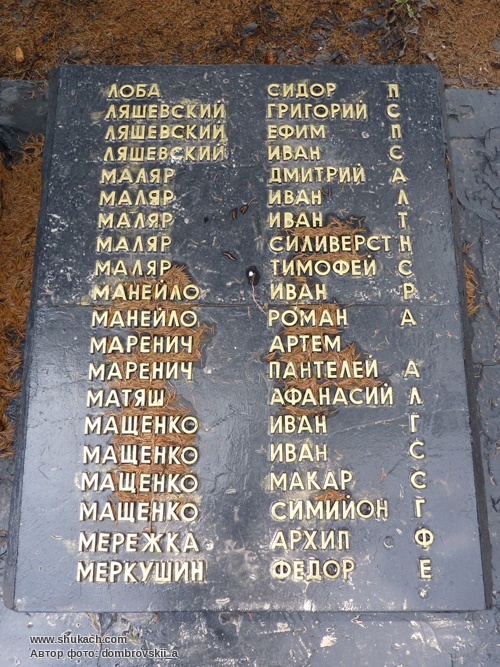 ЛОБА СИДОР П
ЛЯШЕВСКИЙ ГРИГОРИЙ С
ЛЯШЕВСКИЙ ЕФИМ П
ЛЯШЕВСКИЙ ИВАН С
МАЛЯР ДМИТРИЙ А
МАЛЯР ИВАН Л
МАЛЯР ИВАН Т
МАЛЯР СИЛИВЕРСТ Н
МАЛЯР ТИМОФЕЙ С
МАНЕЙЛО ИВАН Р
МАНЕЙЛО РОМАН А
МАРЕНИЧ АРТЕМ
МАРЕНИЧ ПАНТЕЛЕЙ А
МАТЯШ АФАНАСИЙ Л
МАЩЕНКО ИВАН Г
МАЩЕНКО ИВАН С
МАЩЕНКО МАКАР С
МАЩЕНКО СИМИЙОН Г
МЕРЕЖКА АРХИП Ф
МЕРКУШИН ФЕДОР Е
www.shukach.com
Автор фото: dombrovskii_a